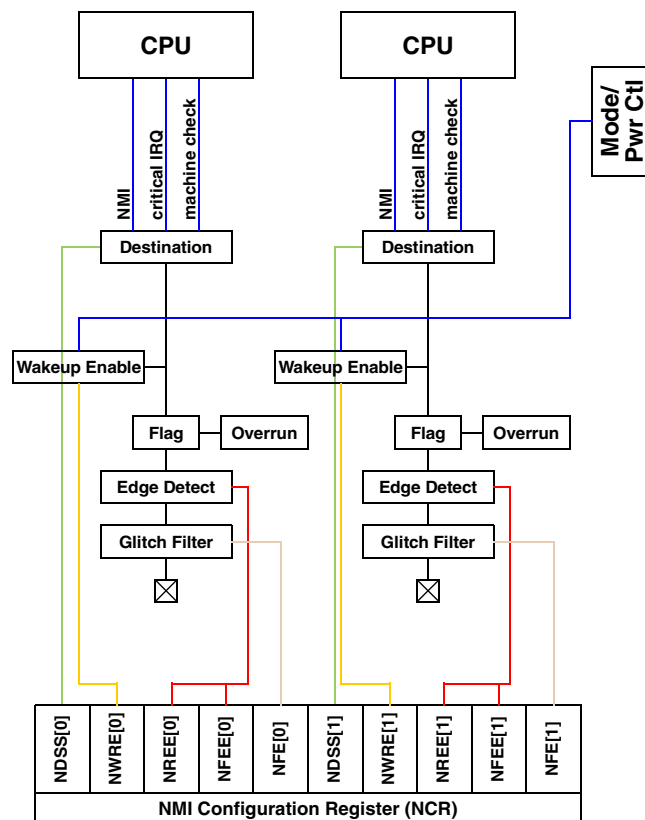 CPU
CPU
Mode/
Pwr Ctl
NMI
critical IRQ
machine check
NMI
critical IRQ
machine check
Destination
Destination
Wakeup Enable
Wakeup Enable
Flag
Overrun
Flag
Overrun
Edge Detect
Edge Detect
Glitch Filter
Glitch Filter
NDSS[0]
NWRE[0]
NREE[0]
NFEE[0]
NFE[0]
NDSS[1]
NWRE[1]
NREE[1]
NFEE[1]
NFE[1]
NMI Configuration Register (NCR)